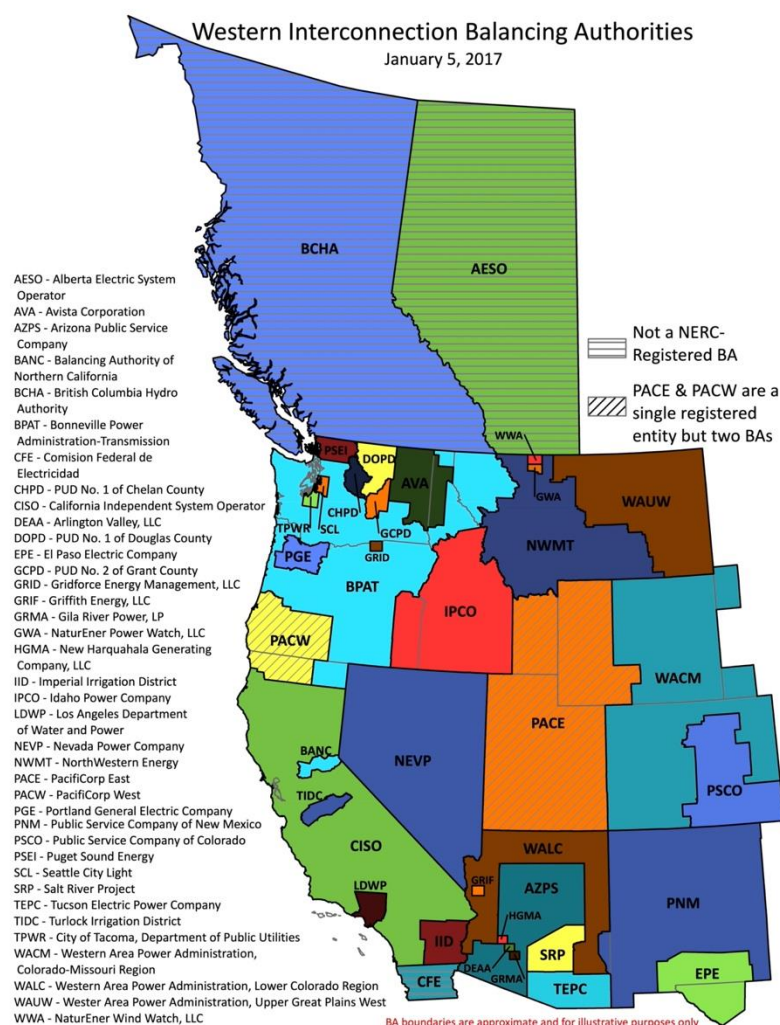 Western Interconnection Balancing Authorities
January 5, 2017
BCHA
AESO
AESO - Alberta Electric System
Operator
AVA - Avista Corporation
AZPS - Arizona Public Service
Company
BANC - Balancing Authority of
Northern California
BCHA - British Columbia Hydro
Authority
BPAT - Bonneville Power
Administration-Transmission
CFE - Comision Federal de
Electricidad
CHPD - PUD No. 1 of Chelan County
CISO - California Independent System Operator
DEAA - Arlington Valley, LLC
DOPD - PUD No. 1 of Douglas County
EPE - El Paso Electric Company
GCPD - PUD No. 2 of Grant County
GRID - Gridforce Energy Management, LLC
GRIF - Griffith Energy, LLC
GRMA - Gila River Power, LP
GWA - NaturEner Power Watch, LLC
HGMA - New Harquahala Generating
Company, LLC
IID - Imperial Irrigation District
IPCO - Idaho Power Company
LDWP - Los Angeles Department
of Water and Power
NEVP - Nevada Power Company
NWMT - NorthWestern Energy
PACE - PacifiCorp East
PACW - PacifiCorp West
PGE - Portland General Electric Company
PNM - Public Service Company of New Mexico
PSCO - Public Service Company of Colorado
PSEI - Puget Sound Energy
SCL - Seattle City Light
SRP - Salt River Project
TEPC - Tucson Electric Power Company
TIDC - Turlock Irrigation District
TPWR - City of Tacoma, Department of Public Utilities
WACM - Western Area Power Administration,
Colorado-Missouri Region
WALC - Western Area Power Administration, Lower Colorado Region
WAUW - Wester Area Power Administration, Upper Great Plains West
WWA - NaturEner Wind Watch, LLC
Not a NERC-
Registered BA
PACE & PACW are a
single registered
entity but two BAs
WWA
PSEI
DOPD
AVA
GWA
WAUW
TPWR
SCL
CHPD
GCPD
NWMT
PGE
GRID
BPAT
IPCO
PACW
WACM
PACE
BANC
NEVP
PSCO
TIDC
CISO
WALC
LDWP
GRIF
AZPS
PNM
HGMA
IID
SRP
DEAA
GRMA
CFE
TEPC
EPE
BA boundaries are approximate and for illustrative purposes only